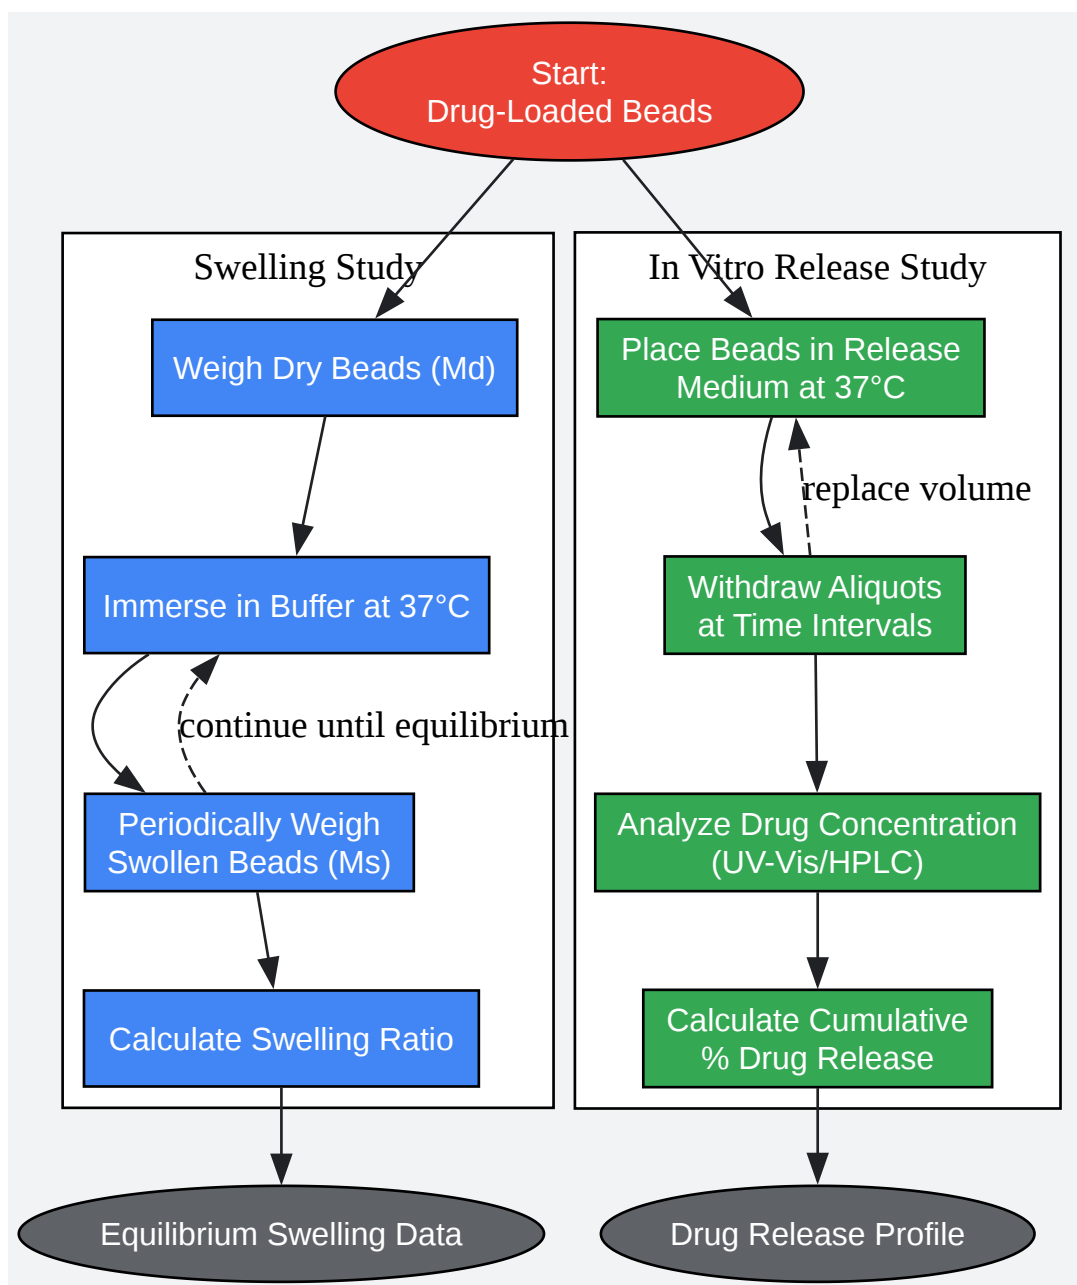 Start:
Drug-Loaded Beads
Swelling Study
Weigh Dry Beads (Md)
Immerse in Buffer at 37°C
continue until equilibrium
Periodically Weigh
Swollen Beads (Ms)
Calculate Swelling Ratio
Equilibrium Swelling Data
In Vitro Release Study
Place Beads in Release
Medium at 37°C
replace volume
Withdraw Aliquots
at Time Intervals
Analyze Drug Concentration
(UV-Vis/HPLC)
Calculate Cumulative
% Drug Release
Drug Release Profile